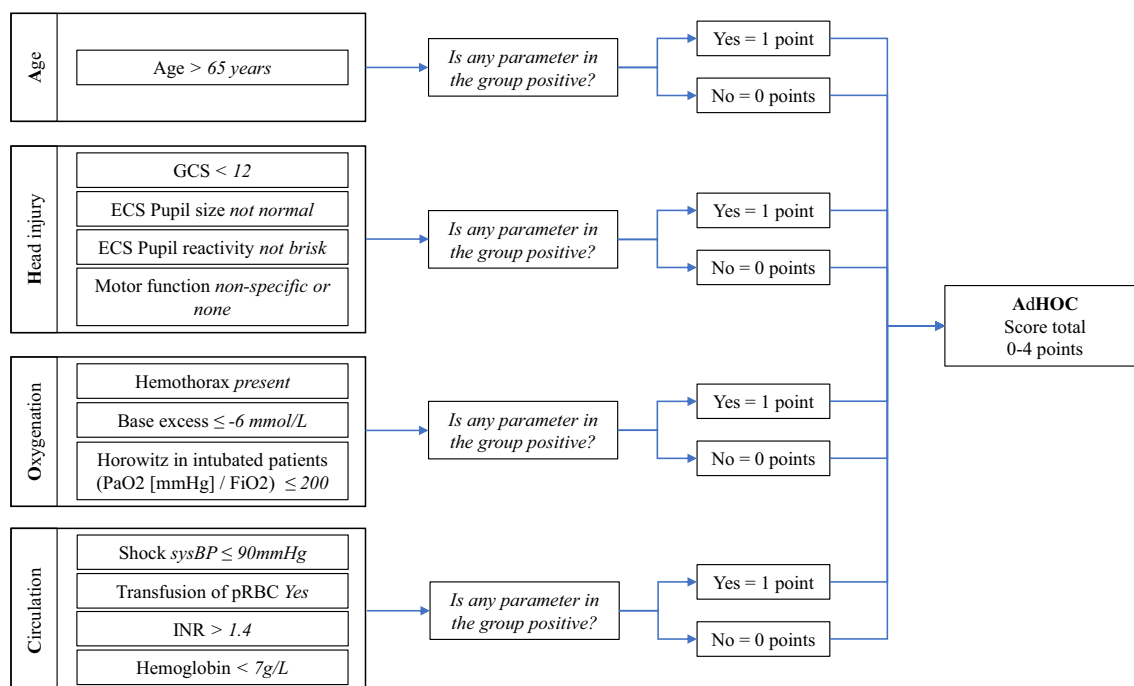 Age
Age > 65 years
Is any parameter in
the group positive?
Yes = 1 point
No = 0 points
Head injury
GCS < 12
ECS Pupil size not normal
ECS Pupil reactivity not brisk
Motor function non-specific or
none
Is any parameter in
the group positive?
Yes = 1 point
No = 0 points
Oxygenation
Hemothorax present
Base excess ≤ -6 mmol/L
Horowitz in intubated patients
(PaO2 [mmHg] / FiO2) ≤ 200
Is any parameter in
the group positive?
Yes = 1 point
No = 0 points
Circulation
Shock sysBP ≤ 90mmHg
Transfusion of pRBC Yes
INR > 1.4
Hemoglobin < 7g/L
Is any parameter in
the group positive?
Yes = 1 point
No = 0 points
AdHOC
Score total
0-4 points